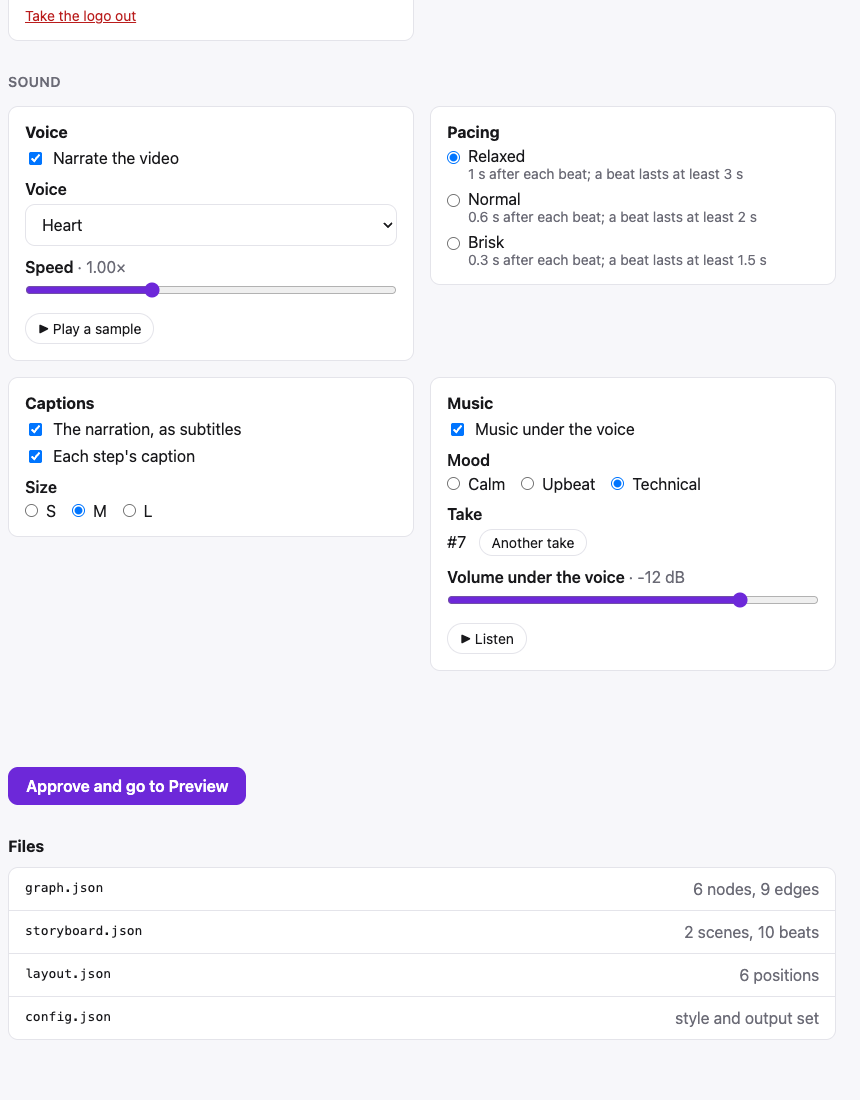 Take the logo out
SOUND
Voice
Narrate the video
Voice
Heart
Speed · 1.00×
▶ Play a sample
Pacing
Relaxed
1 s after each beat; a beat lasts at least 3 s
Normal
0.6 s after each beat; a beat lasts at least 2 s
Brisk
0.3 s after each beat; a beat lasts at least 1.5 s
Captions
The narration, as subtitles
Each step's caption
Size
S M L
Music
Music under the voice
Mood
Calm Upbeat Technical
Take
#7 Another take
Volume under the voice · -12 dB
▶ Listen
Approve and go to Preview
Files
graph.json 6 nodes, 9 edges
storyboard.json 2 scenes, 10 beats
layout.json 6 positions
config.json style and output set